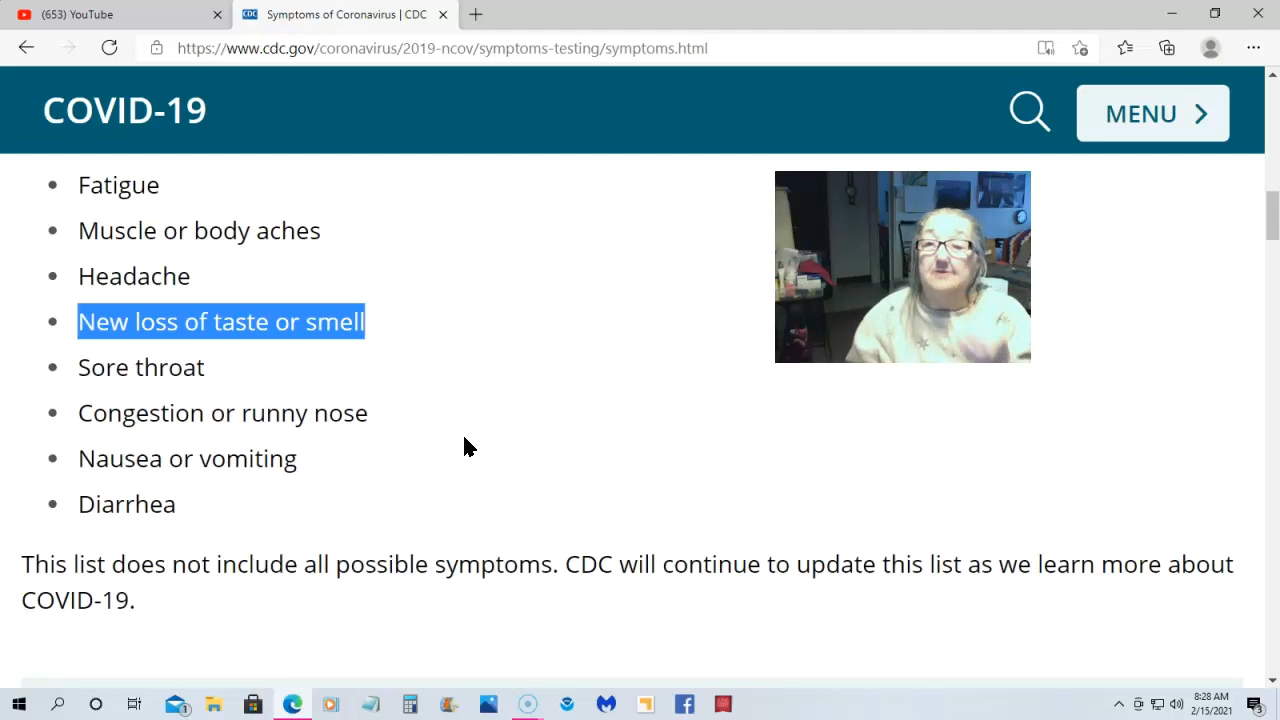 (653) YouTube
CDC Symptoms of Coronavirus | CDC
https://www.cdc.gov/coronavirus/2019-ncov/symptoms-testing/symptoms.html
COVID-19
MENU
Fatigue
Muscle or body aches
Headache
New loss of taste or smell
Sore throat
Congestion or runny nose
Nausea or vomiting
Diarrhea
This list does not include all possible symptoms. CDC will continue to update this list as we learn more about
COVID-19.
1
8:28 AM
2/15/2021
3